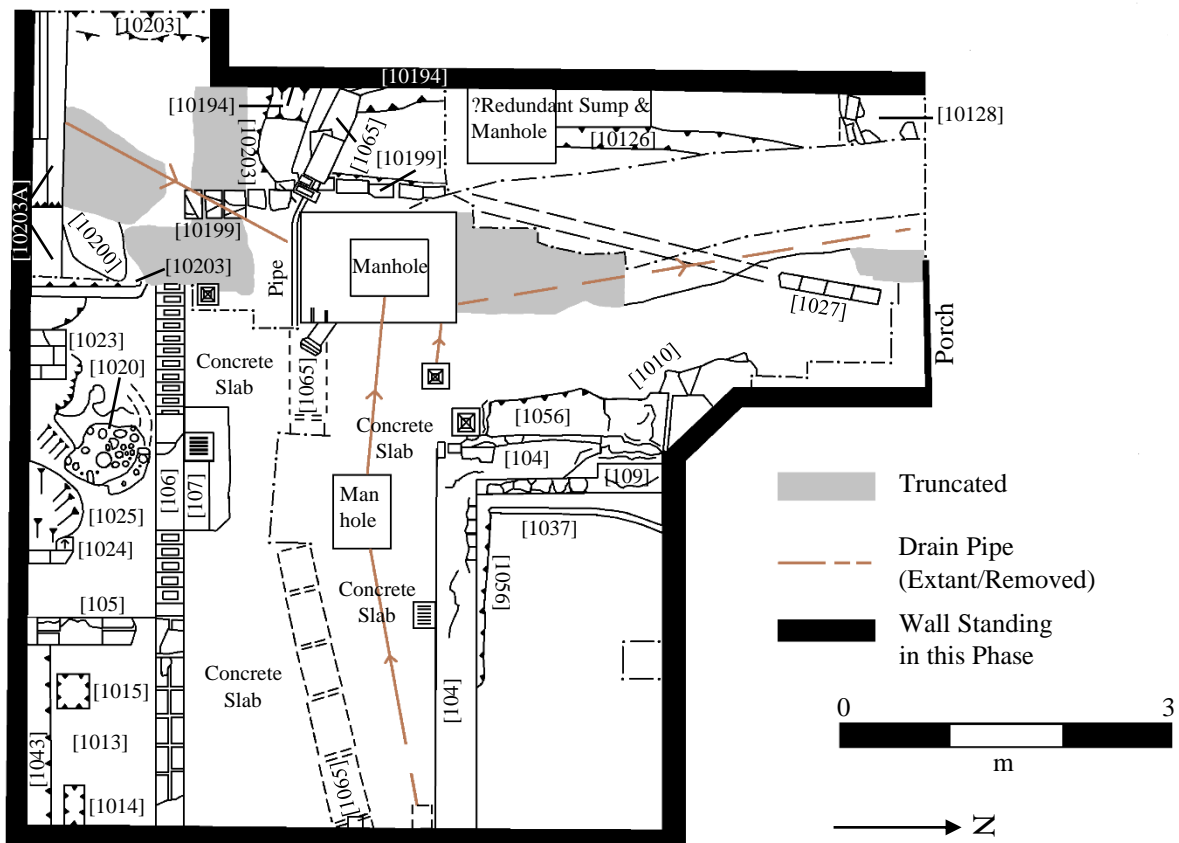 [10203]
[10194]
[10194]
?Redundant Sump &
Manhole
[10128]
[1065]
[10126]
[10203]
[10199]
[10203A]
[10199]
[10200]
[10203]
Pipe
Manhole
[1027]
Porch
[1023]
[1020]
Concrete
Slab
[1065]
[1010]
[1056]
Concrete
Slab
[104]
[109]
[106]
[107]
Man
hole
[1025]
[1037]
[1024]
[1056]
[105]
Concrete
Slab
Concrete
Slab
[1015]
[104]
[1013]
[1043]
[1065]
[1014]
Truncated
Drain Pipe
(Extant/Removed)
Wall Standing
in this Phase
0 3
m
N